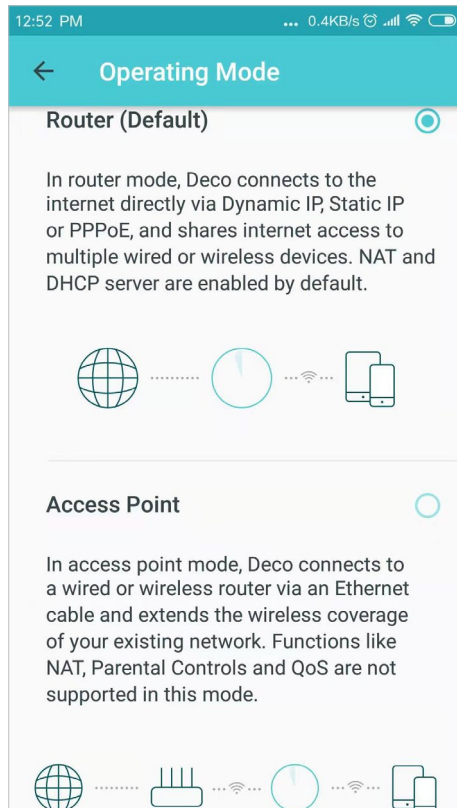 12:52 PM ... 0.4KB/s
Operating Mode
Router (Default)
In router mode, Deco connects to the
internet directly via Dynamic IP, Static IP
or PPPoE, and shares internet access to
multiple wired or wireless devices. NAT and
DHCP server are enabled by default.
Access Point
In access point mode, Deco connects to
a wired or wireless router via an Ethernet
cable and extends the wireless coverage
of your existing network. Functions like
NAT, Parental Controls and QoS are not
supported in this mode.